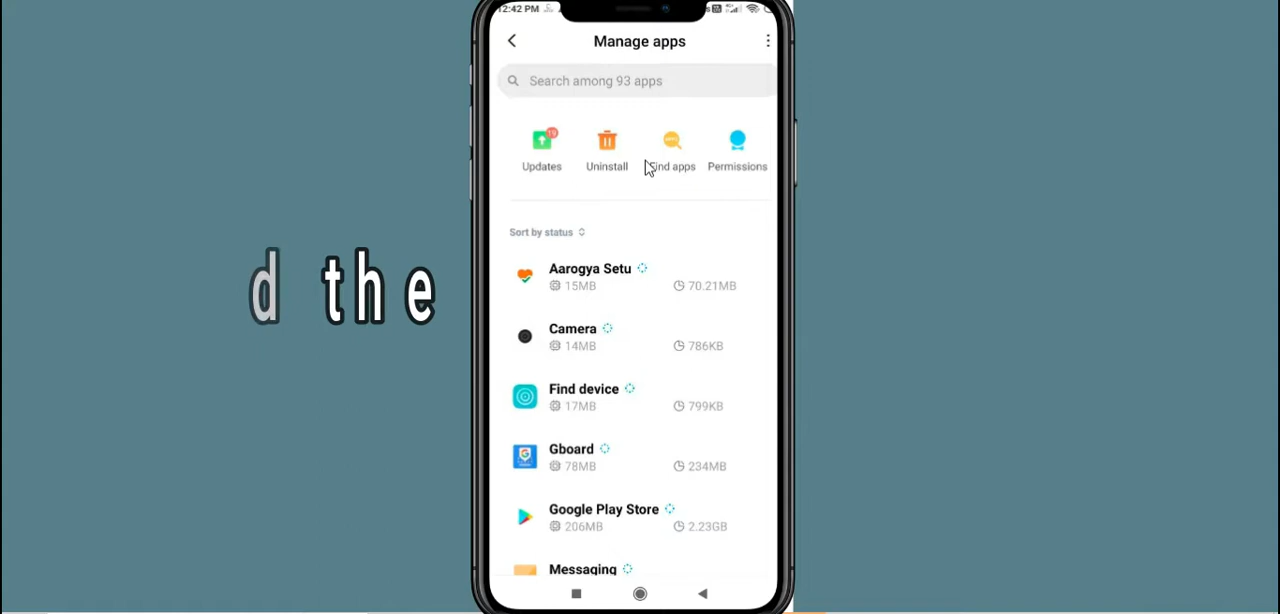 12:42 PM
Manage apps
Search among 93 apps
19
Updates Uninstall Find apps Permissions
Sort by status
d the
Aarogya Setu
15MB 70.21MB
Camera
14MB 786KB
Find device
17MB 799KB
Gboard
78MB 234MB
Google Play Store
206MB 2.23GB
Messaging